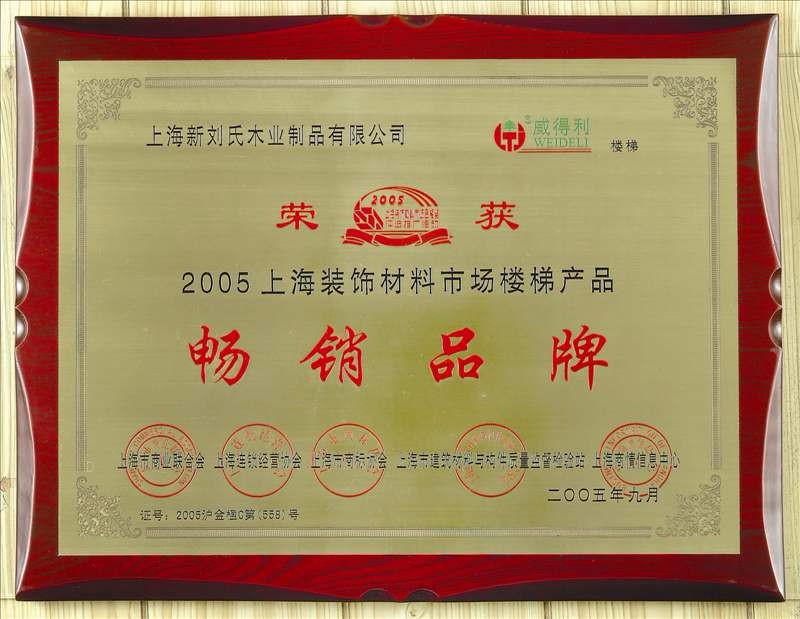 上海新刘氏木业制品有限公司
威得利
WEIDELI
楼梯
荣 2005 获
2005上海装饰材料市场楼梯产品
畅销品牌
上海市商业联合会 上海连锁经营协会 上海市商标协会 上海市建筑材料与构件质量监督检验站 上海商情信息中心
二〇〇五年九月
证号：2005沪金楹C第(558)号